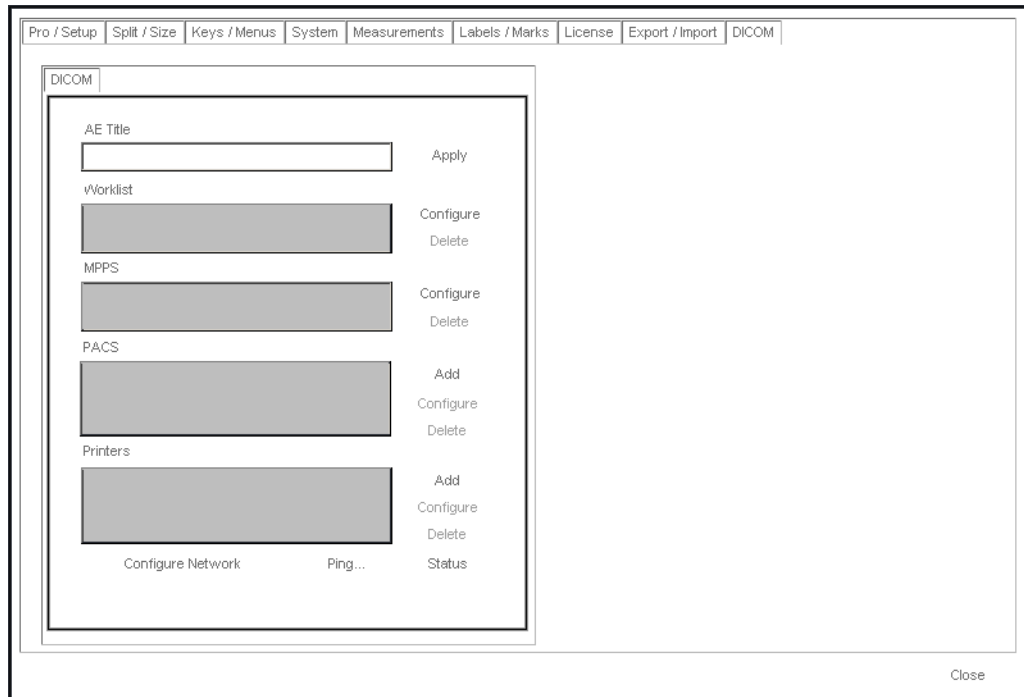 Pro / Setup Split / Size Keys / Menus System Measurements Labels / Marks License Export / Import DICOM
DICOM
AE Title
Apply
Worklist
Configure
Delete
MPPS
Configure
Delete
PACS
Add
Configure
Delete
Printers
Add
Configure
Delete
Configure Network Ping... Status
Close